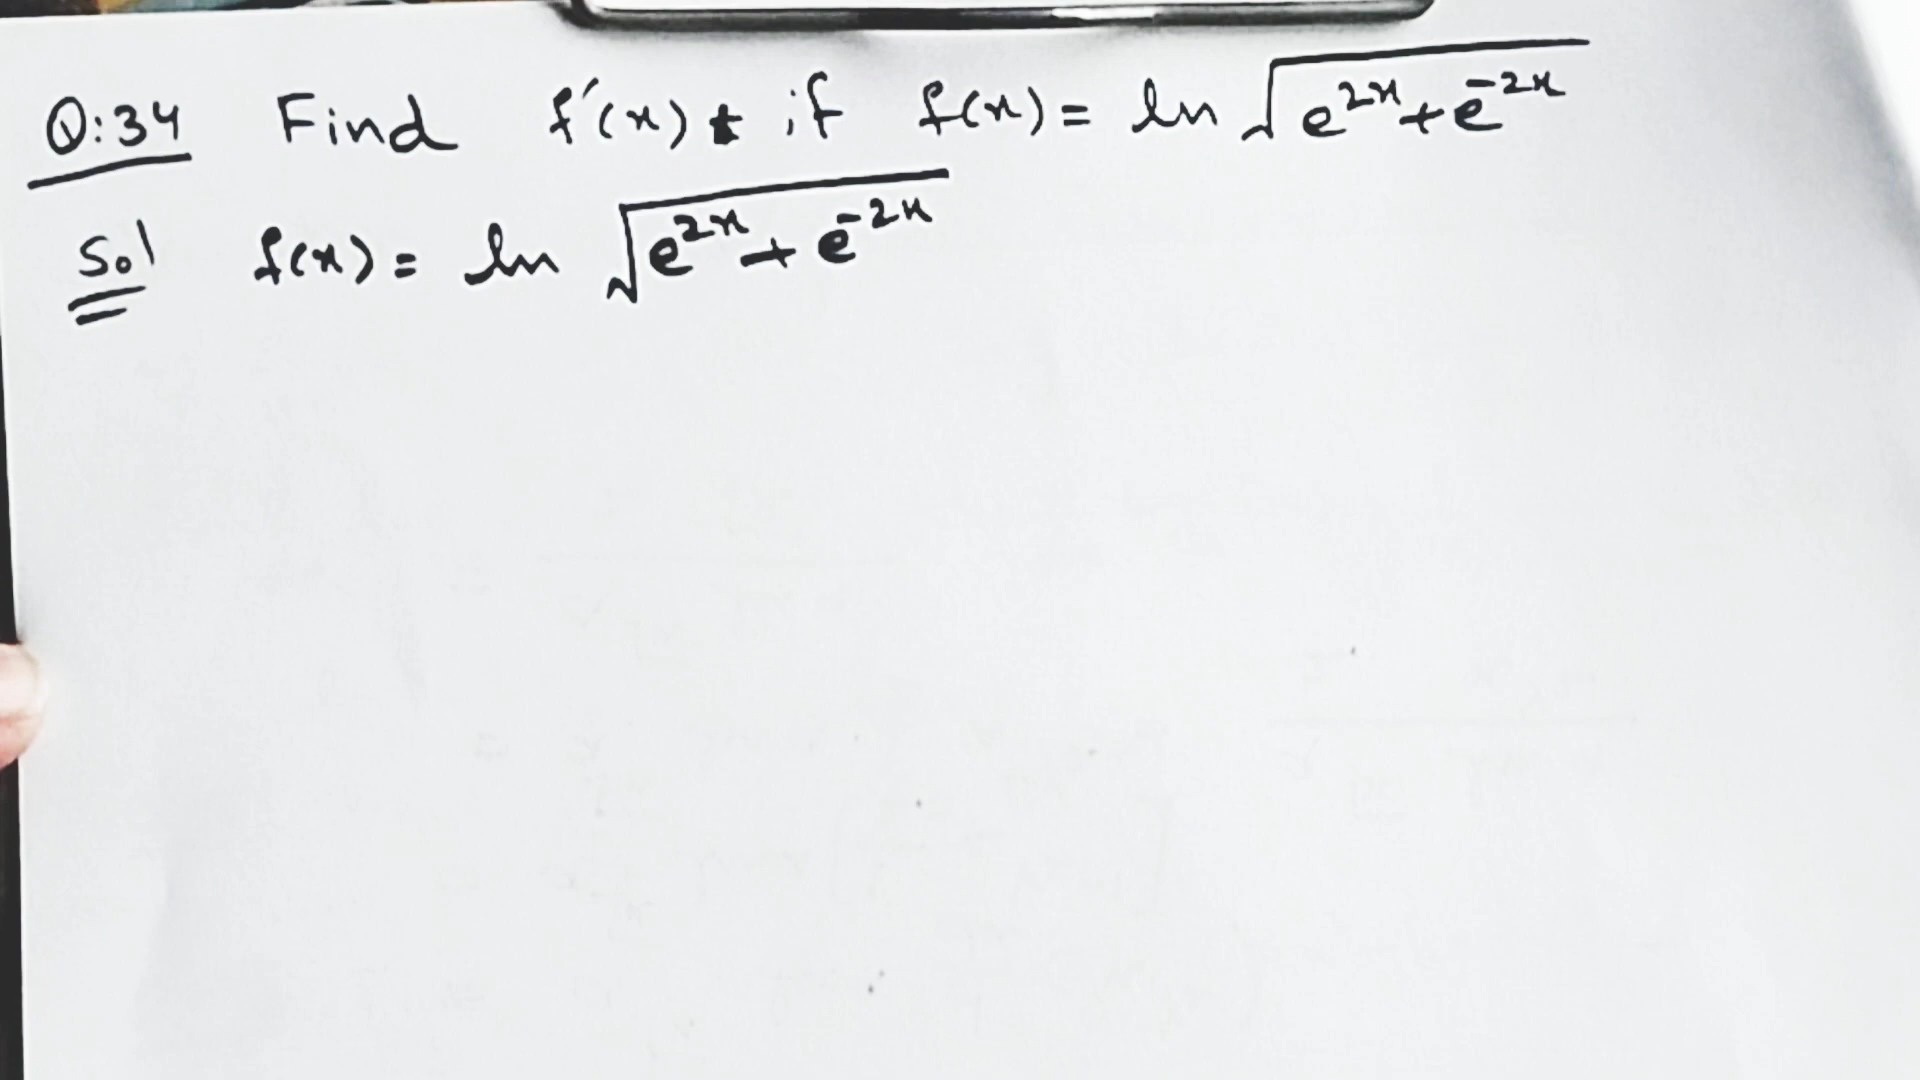 Q:34 Find f'(x) if f(x) = ln √(e^{2x} + e^{-2x})
Sol f(x) = ln √(e^{2x} + e^{-2x})